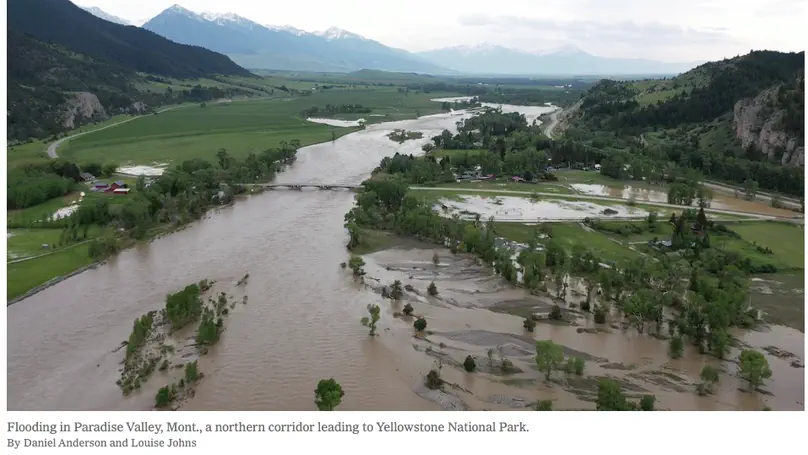 Flooding in Paradise Valley, Mont., a northern corridor leading to Yellowstone National Park.
By Daniel Anderson and Louise Johns